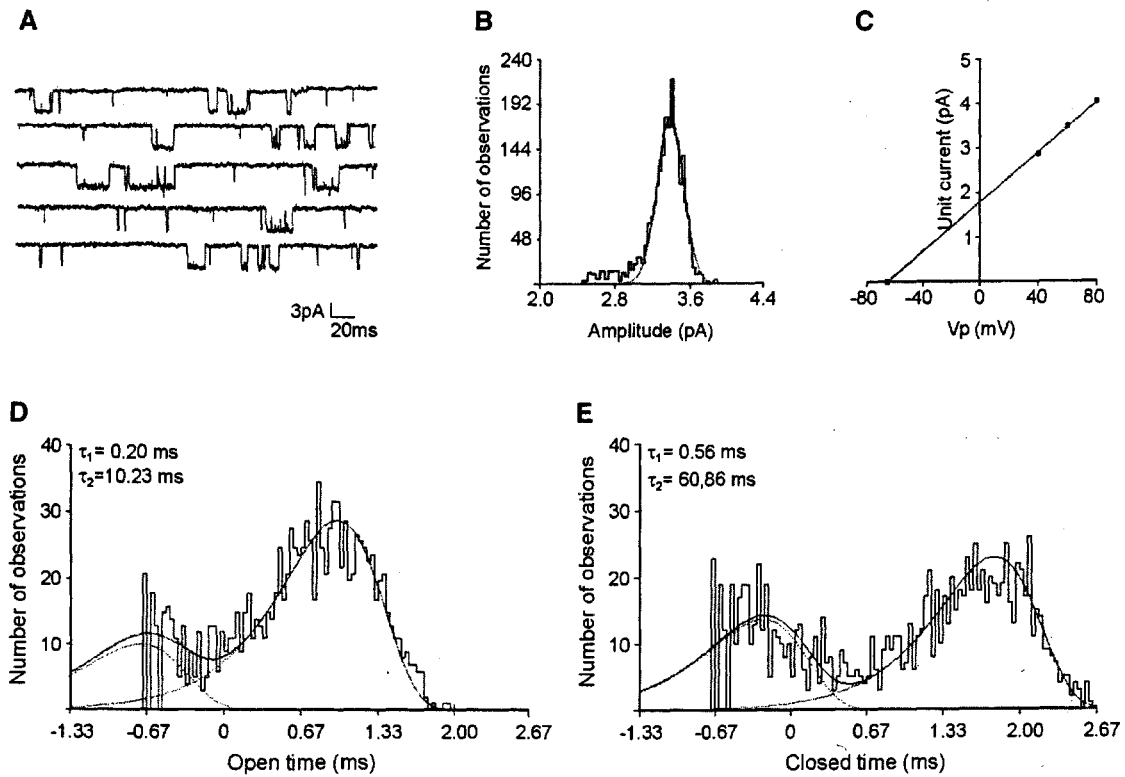 A
3pA
20ms
B
Number of observations
240
192
144
96
48
2.0
2.8
3.6
4.4
Amplitude (pA)
C
Unit current (pA)
5
4
3
2
1
-80
-40
0
40
80
Vp (mV)
D
Number of observations
τ1= 0.20 ms
τ2=10.23 ms
40
30
20
10
-1.33
-0.67
0
0.67
1.33
2.00
2.67
Open time (ms)
E
Number of observations
τ1= 0.56 ms
τ2= 60,86 ms
40
30
20
10
-1.33
-0.67
0
0.67
1.33
2.00
2.67
Closed time (ms)